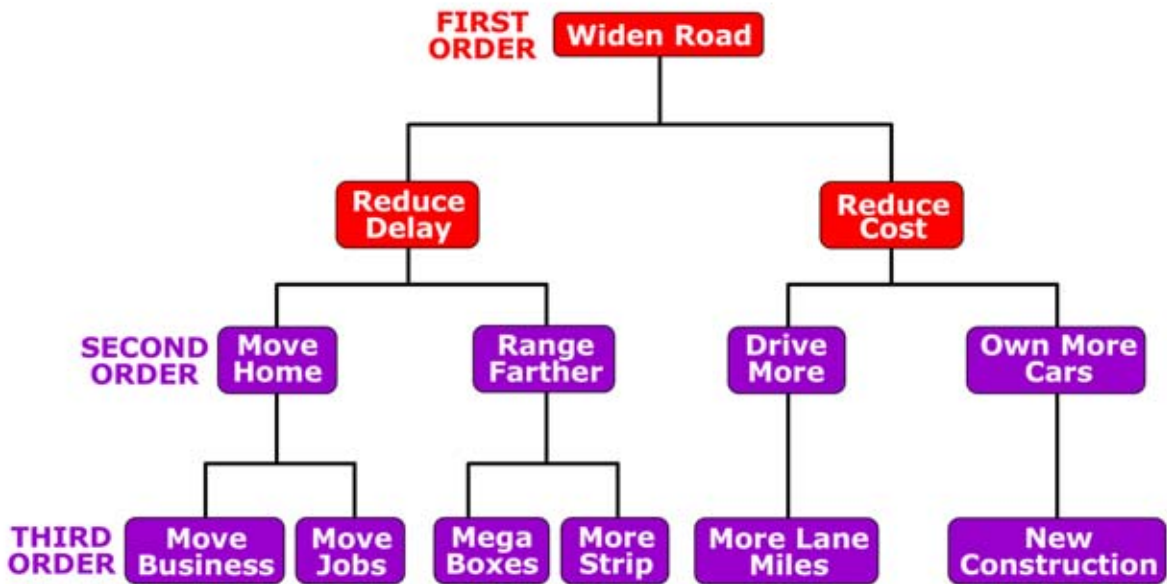 FIRST
ORDER
Widen Road
Reduce
Delay
Reduce
Cost
SECOND
ORDER
Move
Home
Range
Farther
Drive
More
Own More
Cars
THIRD
ORDER
Move
Business
Move
Jobs
Mega
Boxes
More
Strip
More Lane
Miles
New
Construction